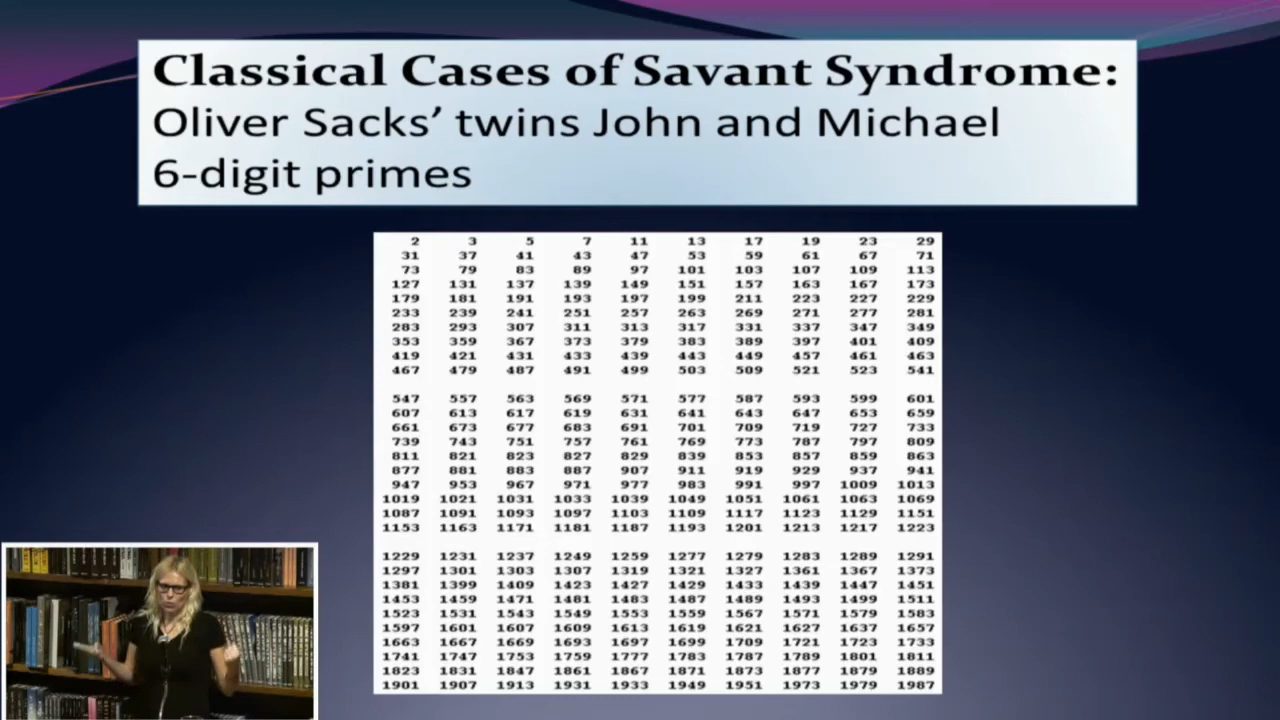 Classical Cases of Savant Syndrome:
Oliver Sacks’ twins John and Michael
6-digit primes
2 3 5 7 11 13 17 19 23 29
31 37 41 43 47 53 59 61 67 71
73 79 83 89 97 101 103 107 109 113
127 131 137 139 149 151 157 163 167 173
179 181 191 193 197 199 211 223 227 229
233 239 241 251 257 263 269 271 277 281
283 293 307 311 313 317 331 337 347 349
353 359 367 373 379 383 389 397 401 409
419 421 431 433 439 443 449 457 461 463
467 479 487 491 499 503 509 521 523 541
547 557 563 569 571 577 587 593 599 601
607 613 617 619 631 641 643 647 653 659
661 673 677 683 691 701 709 719 727 733
739 743 751 757 761 769 773 787 797 809
811 821 823 827 829 839 853 857 859 863
877 881 883 887 907 911 919 929 937 941
947 953 967 971 977 983 991 997 1009 1013
1019 1021 1031 1033 1039 1049 1051 1061 1063 1069
1087 1091 1093 1097 1103 1109 1117 1123 1129 1151
1153 1163 1171 1181 1187 1193 1201 1213 1217 1223
1229 1231 1237 1249 1259 1277 1279 1283 1289 1291
1297 1301 1303 1307 1319 1321 1327 1361 1367 1373
1381 1399 1409 1423 1427 1429 1433 1439 1447 1451
1453 1459 1471 1481 1483 1487 1489 1493 1499 1511
1523 1531 1543 1549 1553 1559 1567 1571 1579 1583
1597 1601 1607 1609 1613 1619 1621 1627 1637 1657
1663 1667 1669 1693 1697 1699 1709 1721 1723 1733
1741 1747 1753 1759 1777 1783 1787 1789 1801 1811
1823 1831 1847 1861 1867 1871 1873 1877 1879 1889
1901 1907 1913 1931 1933 1949 1951 1973 1979 1987